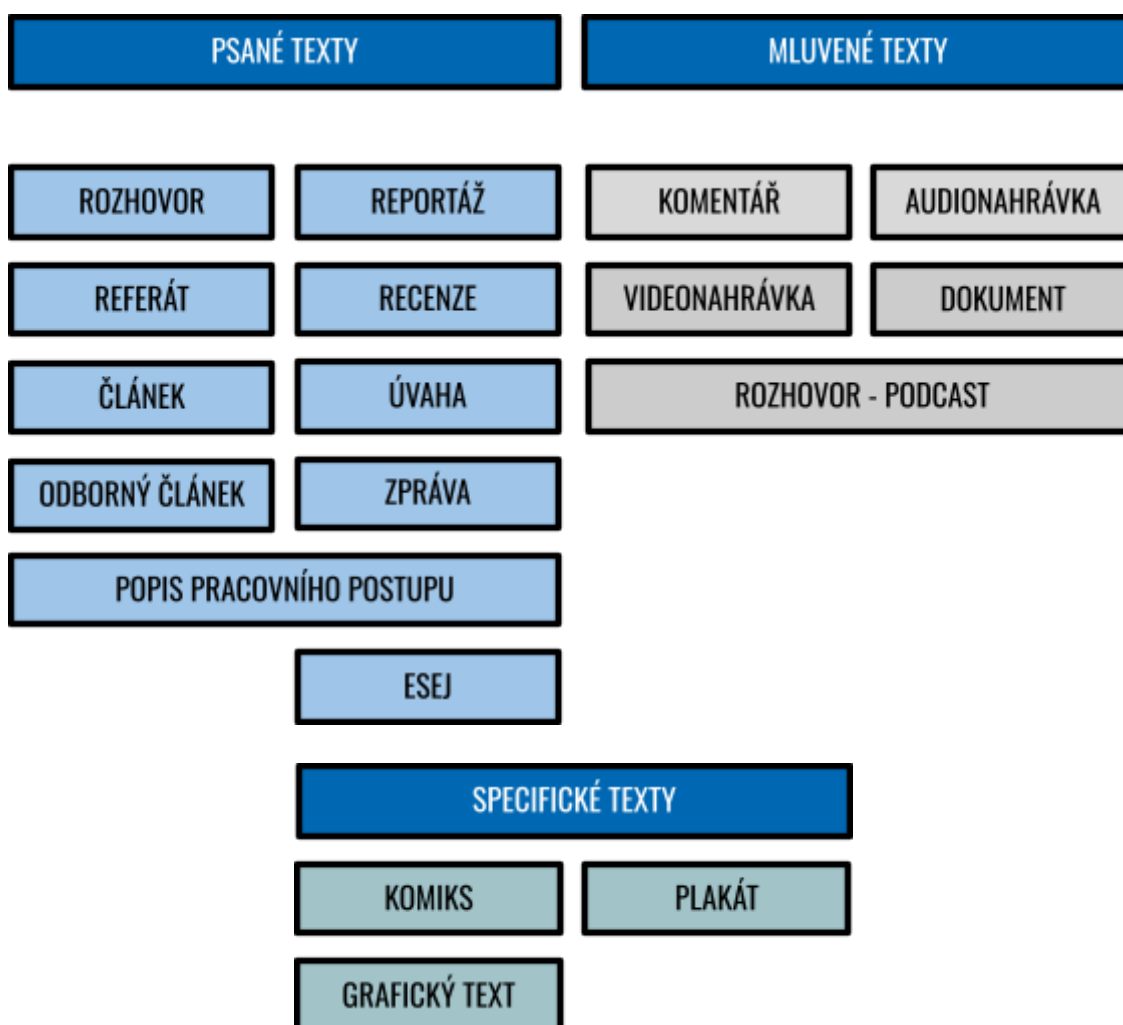 PSANÉ TEXTY
MLUVENÉ TEXTY
ROZHOVOR
REPORTÁŽ
KOMENTÁŘ
AUDIONAHRÁVKA
REFERÁT
RECENZE
VIDEONAHRÁVKA
DOKUMENT
ČLÁNEK
ÚVAHA
ROZHOVOR - PODCAST
ODBORNÝ ČLÁNEK
ZPRÁVA
POPIS PRACOVNÍHO POSTUPU
ESEJ
SPECIFICKÉ TEXTY
KOMIKS
PLAKÁT
GRAFICKÝ TEXT